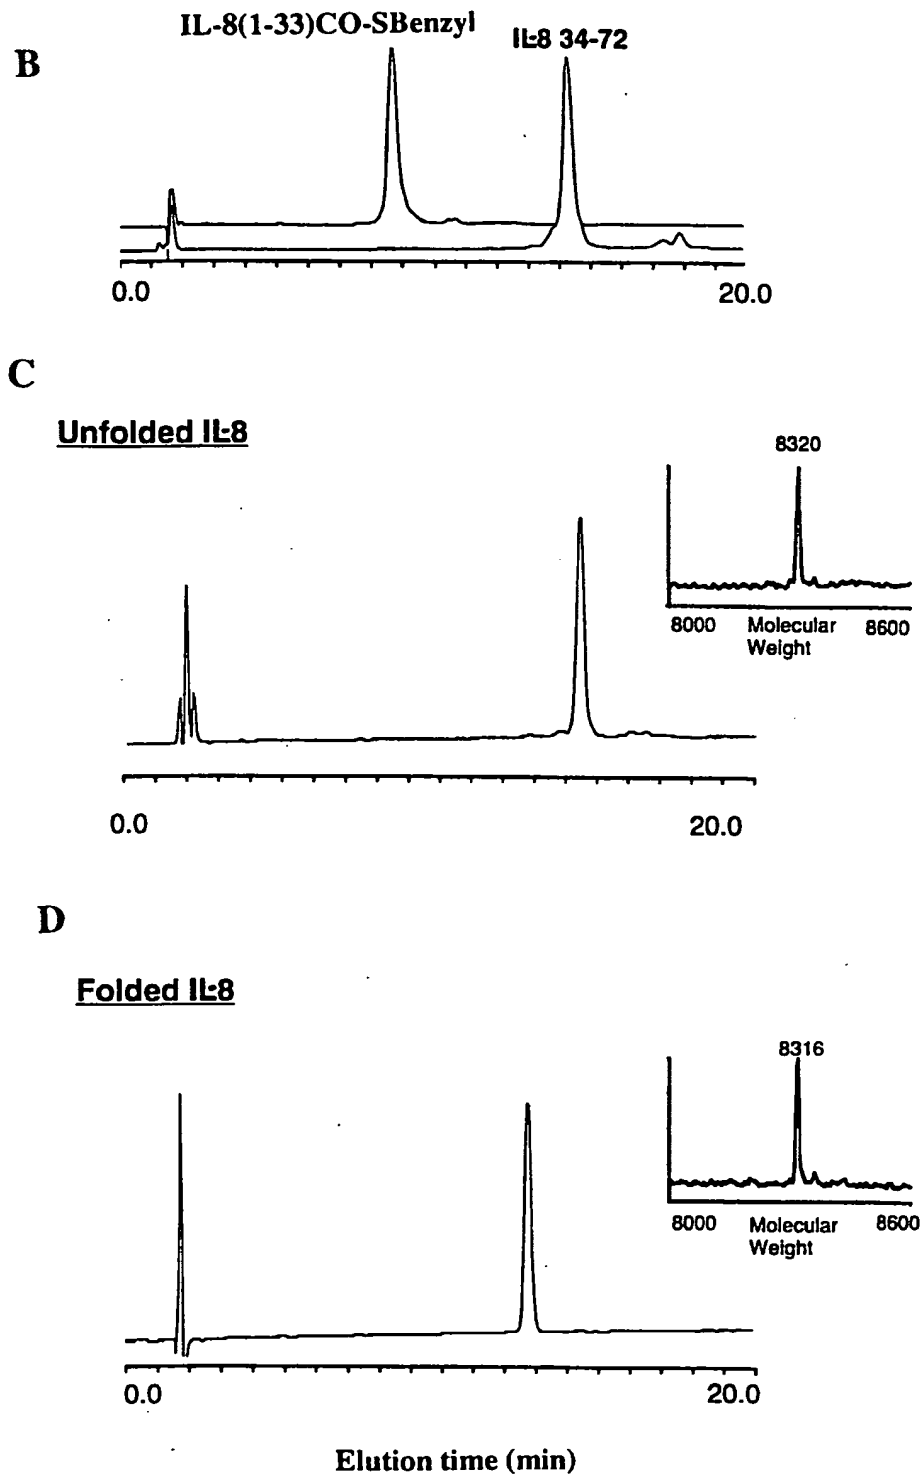 B
IL-8(1-33)CO-SBenzyl
IL-8 34-72
0.0 20.0
C
Unfolded IL-8
8320
8000 Molecular Weight 8600
0.0 20.0
D
Folded IL-8
8316
8000 Molecular Weight 8600
0.0 20.0
Elution time (min)